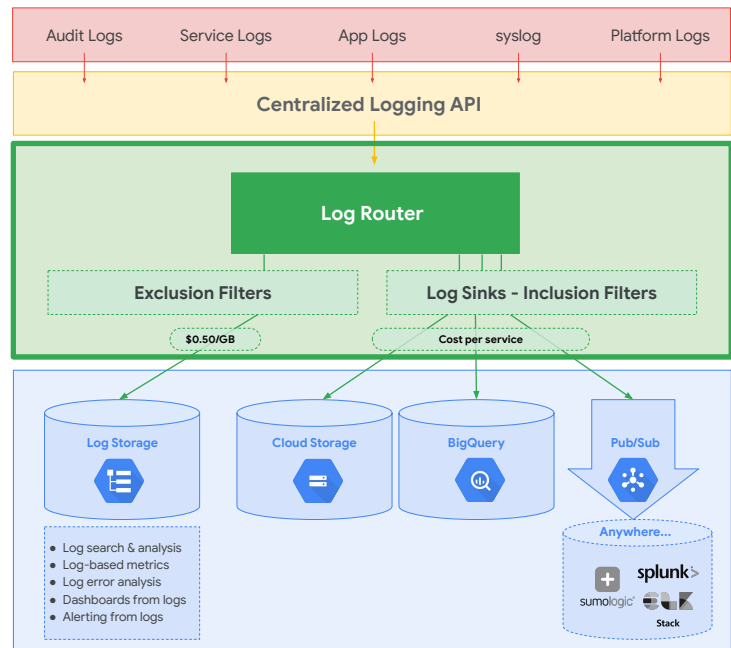 Audit Logs
Service Logs
App Logs
syslog
Platform Logs
Centralized Logging API
Log Router
Exclusion Filters
Log Sinks - Inclusion Filters
$0.50/GB
Cost per service
Log Storage
Cloud Storage
BigQuery
Pub/Sub
• Log search & analysis
• Log-based metrics
• Log error analysis
• Dashboards from logs
• Alerting from logs
Anywhere...
splunk>
sumologic
ELK
Stack